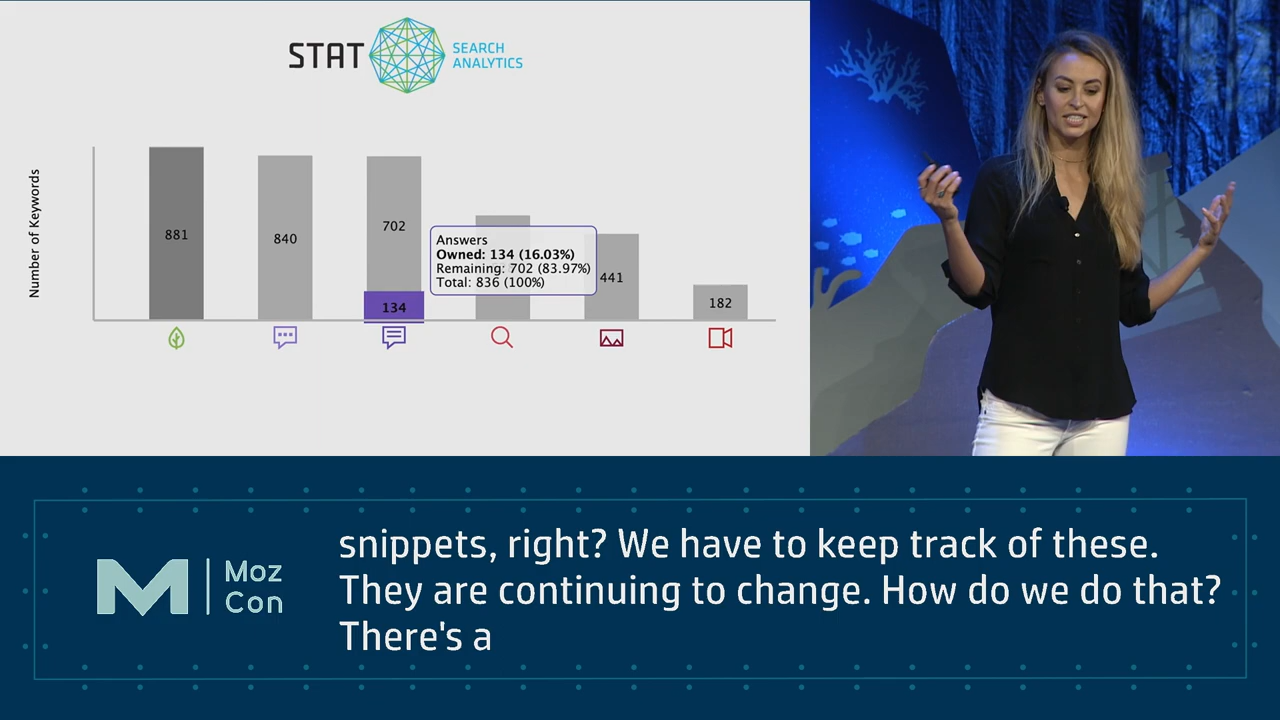 STAT
SEARCH
ANALYTICS
Number of Keywords
881
840
702
134
441
182
Answers
Owned: 134 (16.03%)
Remaining: 702 (83.97%)
Total: 836 (100%)
Moz
Con
snippets, right? We have to keep track of these.
They are continuing to change. How do we do that?
There's a